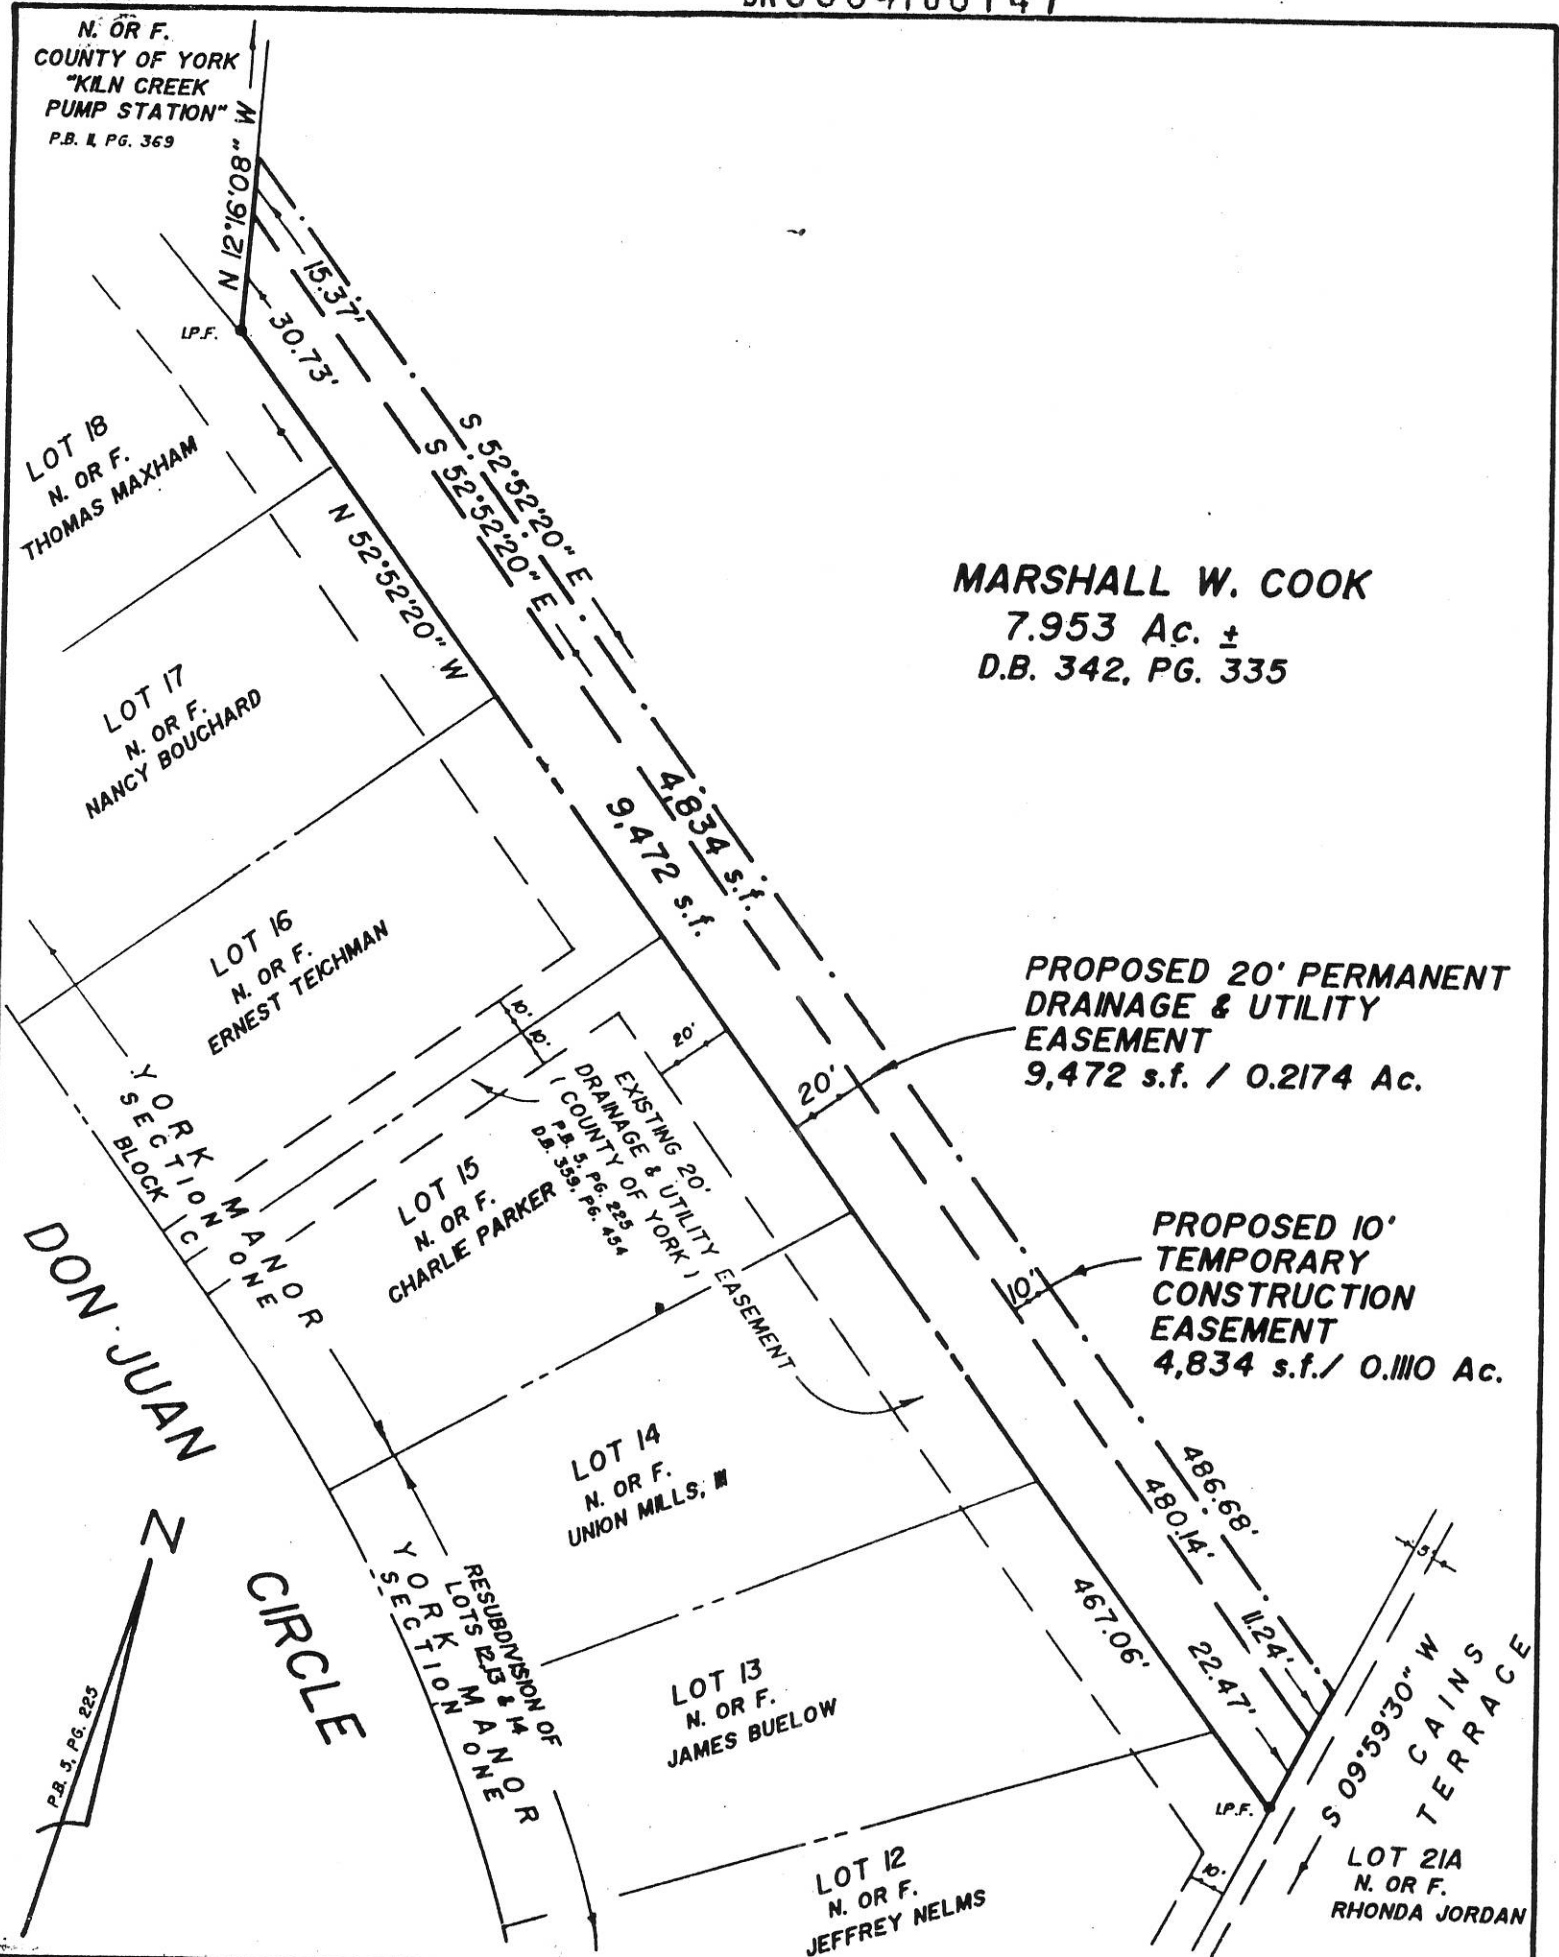 N. OR F.
COUNTY OF YORK
"KILN CREEK
PUMP STATION"
P.B. 11, PG. 369
N 12°16'08" W
15.37'
30.73'
I.P.F.
S 52°52'20" E
S 52°52'20" E
N 52°52'20" W
LOT 18
N. OR F.
THOMAS MAXHAM
MARSHALL W. COOK
7.953 Ac. ±
D.B. 342, PG. 335
LOT 17
N. OR F.
NANCY BOUCHARD
4,834 s.f.
9,472 s.f.
LOT 16
N. OR F.
ERNEST TEICHMAN
PROPOSED 20' PERMANENT
DRAINAGE & UTILITY
EASEMENT
9,472 s.f. / 0.2174 Ac.
10'
10'
20'
20'
EXISTING 20'
DRAINAGE & UTILITY EASEMENT
(COUNTY OF YORK)
P.B. 5, PG. 225
D.B. 359, PG. 454
YORK MANOR
SECTION ONE
BLOCK C
LOT 15
N. OR F.
CHARLIE PARKER
PROPOSED 10'
TEMPORARY
CONSTRUCTION
EASEMENT
4,834 s.f./ 0.1110 Ac.
10'
DON JUAN
CIRCLE
LOT 14
N. OR F.
UNION MILLS, III
486.68'
480.14'
467.06'
11.24'
22.47'
5'
N
P.B. 5, PG. 225
RESUBDIVISION OF
LOTS 12,13 & 14
YORK MANOR
SECTION ONE
LOT 13
N. OR F.
JAMES BUELOW
S 09°59'30" W
CAINS
TERRACE
I.P.F.
10'
LOT 12
N. OR F.
JEFFREY NELMS
LOT 21A
N. OR F.
RHONDA JORDAN